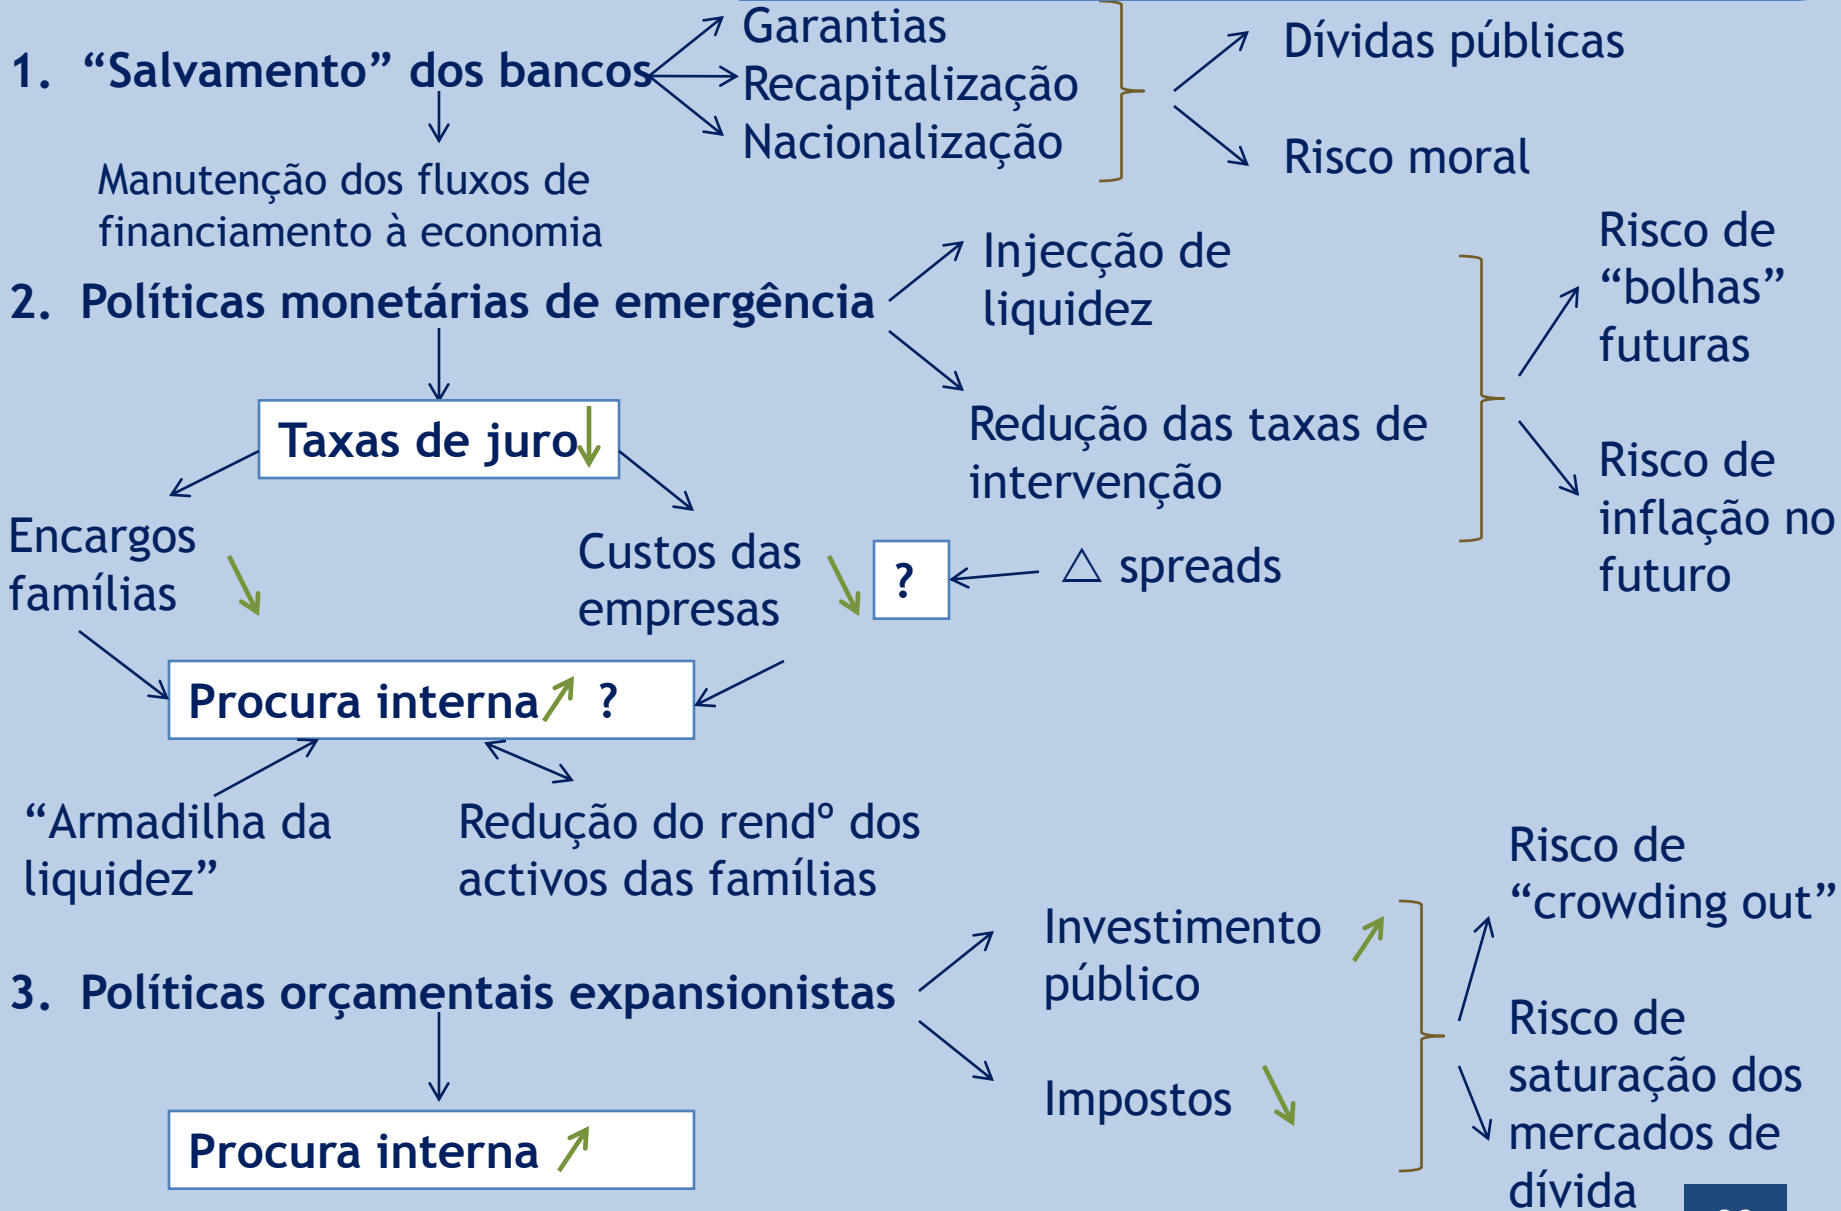 1. “Salvamento” dos bancos
Garantias
Recapitalização
Nacionalização
Dívidas públicas
Risco moral
Manutenção dos fluxos de
financiamento à economia
2. Políticas monetárias de emergência
Injecção de
liquidez
Redução das taxas de
intervenção
Risco de
“bolhas”
futuras
Risco de
inflação no
futuro
Taxas de juro
Encargos
famílias
Custos das
empresas
?
△ spreads
Procura interna ?
“Armadilha da
liquidez”
Redução do rendº dos
activos das famílias
3. Políticas orçamentais expansionistas
Investimento
público
Impostos
Risco de
“crowding out”
Risco de
saturação dos
mercados de
dívida
Procura interna